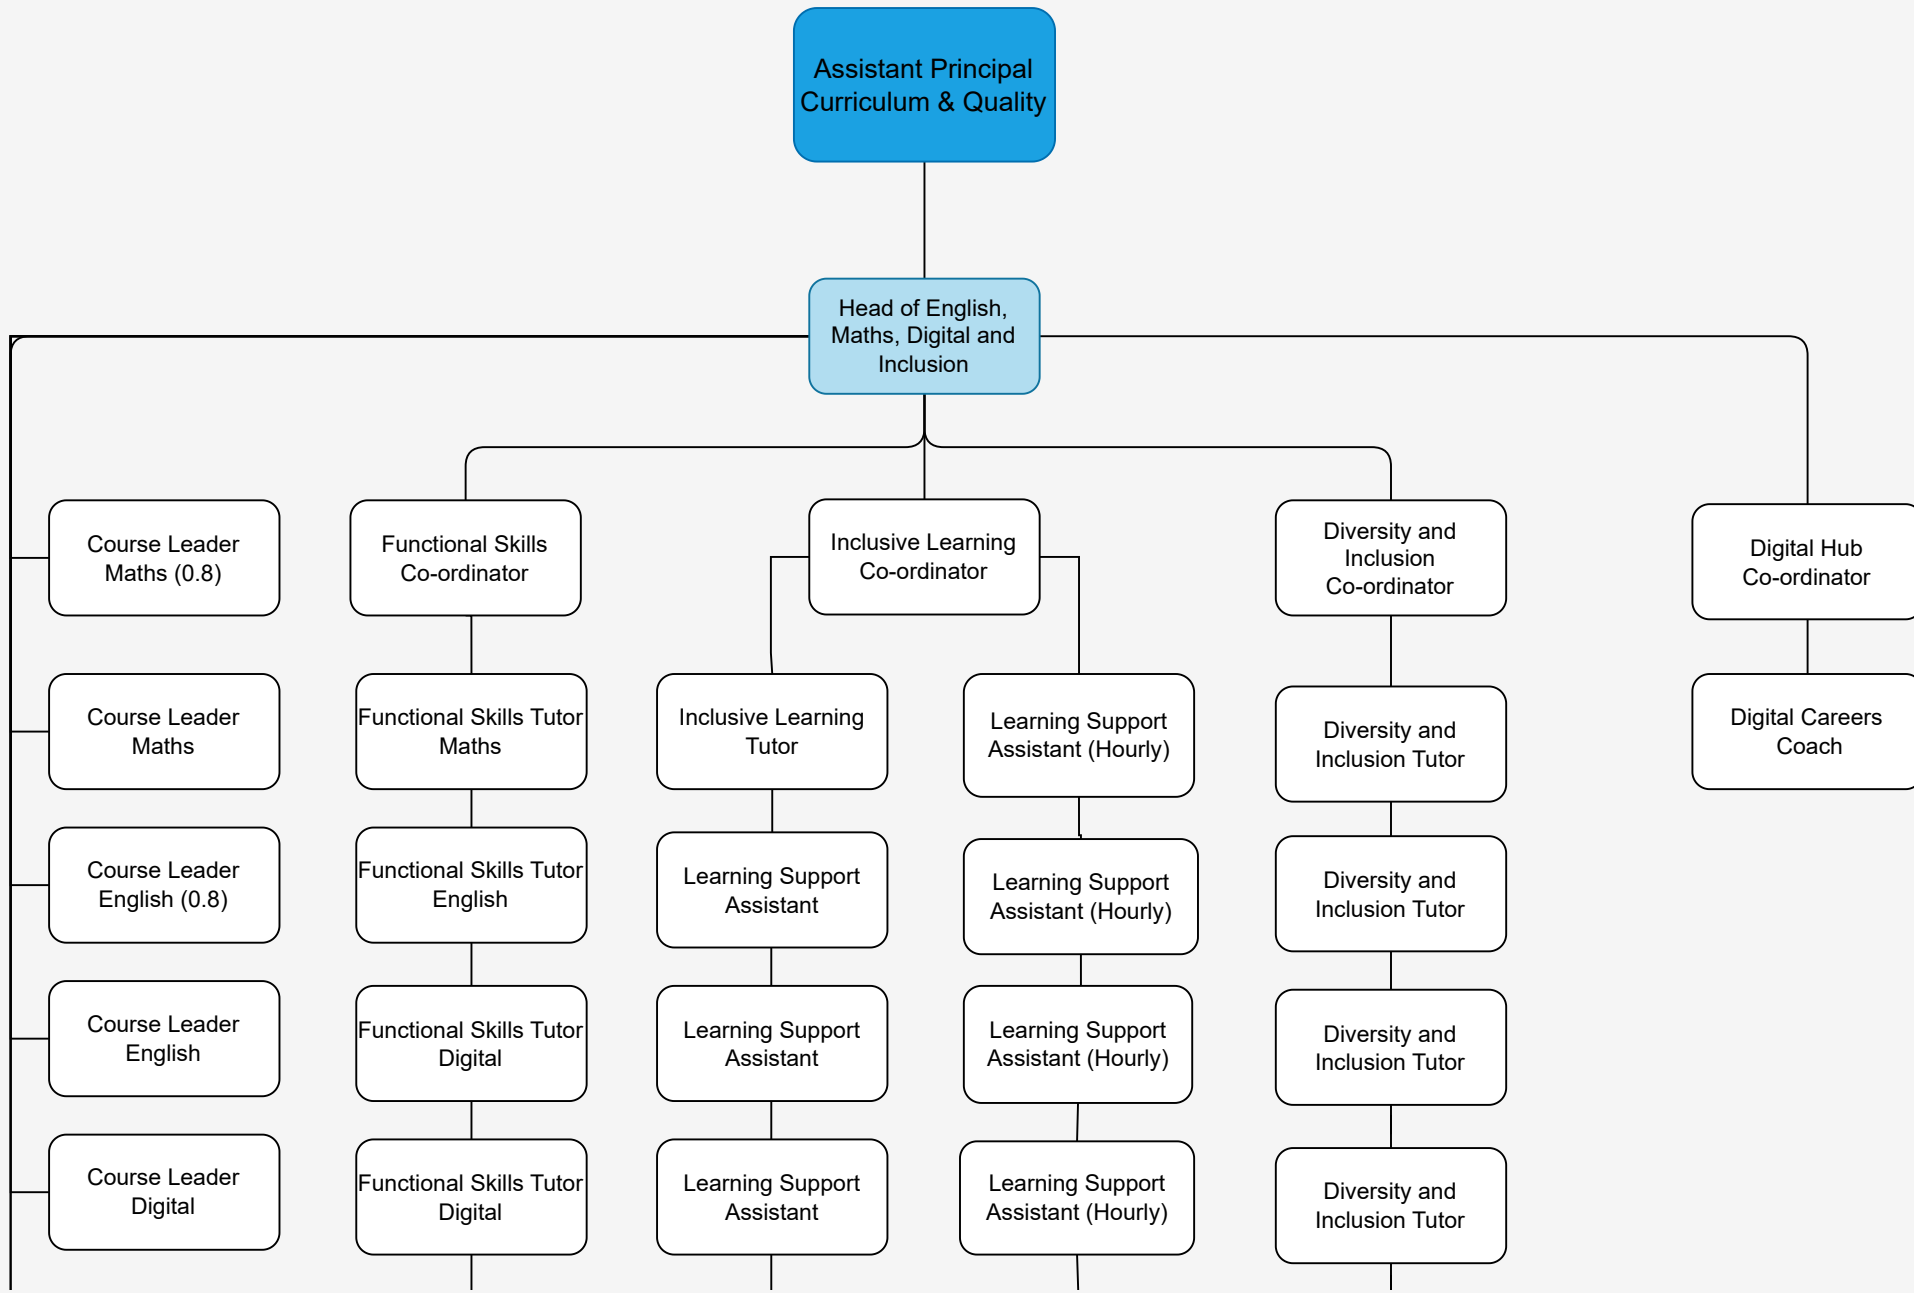 Assistant Principal
Curriculum & Quality
Head of English,
Maths, Digital and
Inclusion
Course Leader
Maths (0.8)
Functional Skills
Co-ordinator
Inclusive Learning
Co-ordinator
Diversity and
Inclusion
Co-ordinator
Digital Hub
Co-ordinator
Course Leader
Maths
Functional Skills Tutor
Maths
Inclusive Learning
Tutor
Learning Support
Assistant (Hourly)
Diversity and
Inclusion Tutor
Digital Careers
Coach
Course Leader
English (0.8)
Functional Skills Tutor
English
Learning Support
Assistant
Learning Support
Assistant (Hourly)
Diversity and
Inclusion Tutor
Course Leader
English
Functional Skills Tutor
Digital
Learning Support
Assistant
Learning Support
Assistant (Hourly)
Diversity and
Inclusion Tutor
Course Leader
Digital
Functional Skills Tutor
Digital
Learning Support
Assistant
Learning Support
Assistant (Hourly)
Diversity and
Inclusion Tutor